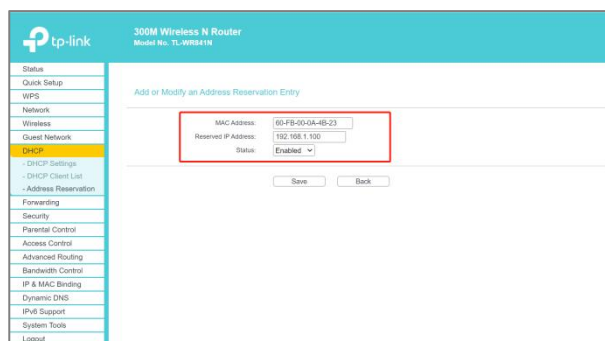 tp-link
300M Wireless N Router
Model No. TL-WR841N
Status
Quick Setup
WPS
Network
Wireless
Guest Network
DHCP
- DHCP Settings
- DHCP Client List
- Address Reservation
Forwarding
Security
Parental Control
Access Control
Advanced Routing
Bandwidth Control
IP & MAC Binding
Dynamic DNS
IPv6 Support
System Tools
Logout
Add or Modify an Address Reservation Entry
MAC Address: 60-FB-00-0A-4B-23
Reserved IP Address: 192.168.1.100
Status: Enabled
Save Back